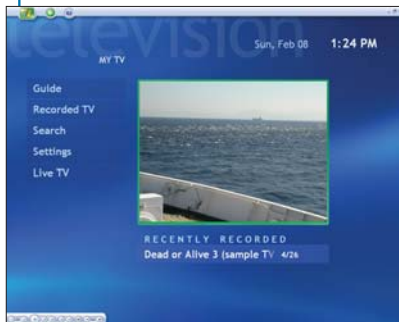 television
Sun, Feb 08 1:24 PM
MY TV
Guide
Recorded TV
Search
Settings
Live TV
RECENTLY RECORDED
Dead or Alive 3 (sample TV 4/26